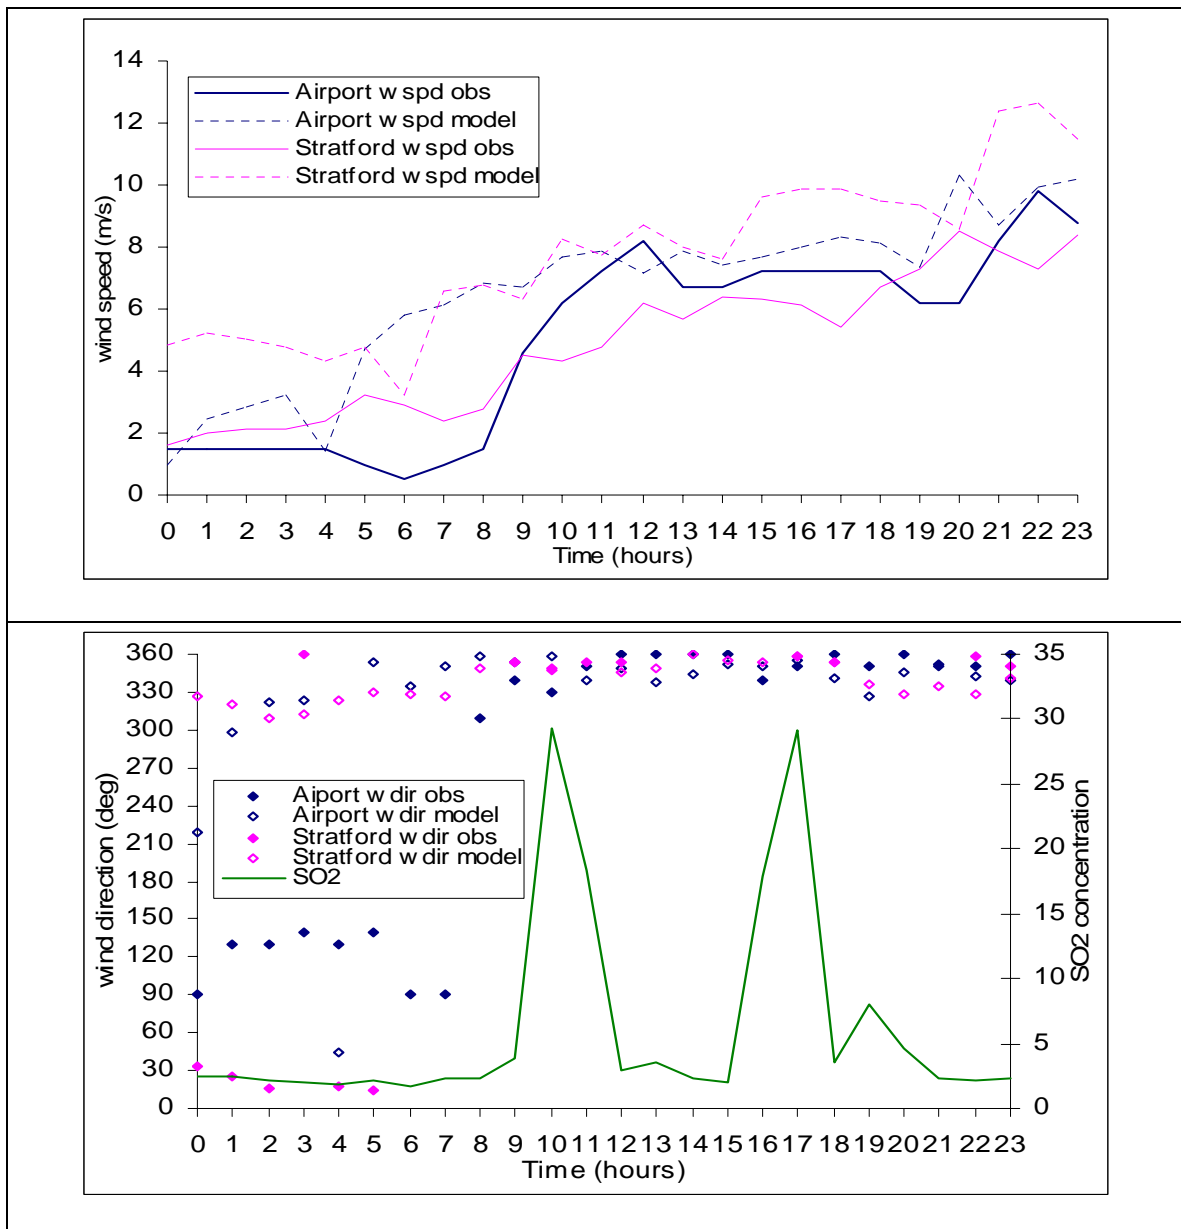 14
12
10
8
6
4
2
0
wind speed (m/s)
Airport w spd obs
Airport w spd model
Stratford w spd obs
Stratford w spd model
0 1 2 3 4 5 6 7 8 9 10 11 12 13 14 15 16 17 18 19 20 21 22 23
Time (hours)
360
330
300
270
240
210
180
150
120
90
60
30
0
wind direction (deg)
Aiport w dir obs
Airport w dir model
Stratford w dir obs
Stratford w dir model
SO2
35
30
25
20
15
10
5
0
SO2 concentration
0 1 2 3 4 5 6 7 8 9 10 11 12 13 14 15 16 17 18 19 20 21 22 23
Time (hours)